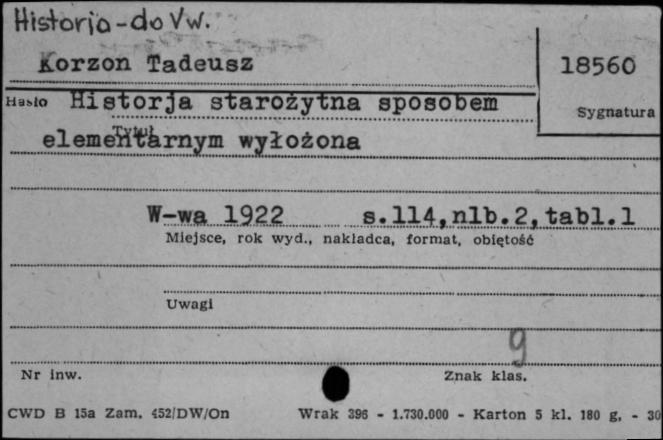 Historia - do V w.
Korzon Tadeusz
18560
Hasło Historja starożytna sposobem
Sygnatura
Tytuł
elementarnym wyłożona
W-wa 1922 s.114,nlb.2,tabl.1
Miejsce, rok wyd., nakładca, format, obiętość
Uwagi
9
Nr inw. Znak klas.
CWD B 15a Zam. 452/DW/On Wrak 396 - 1.730.000 - Karton 5 kl. 180 g, - 30